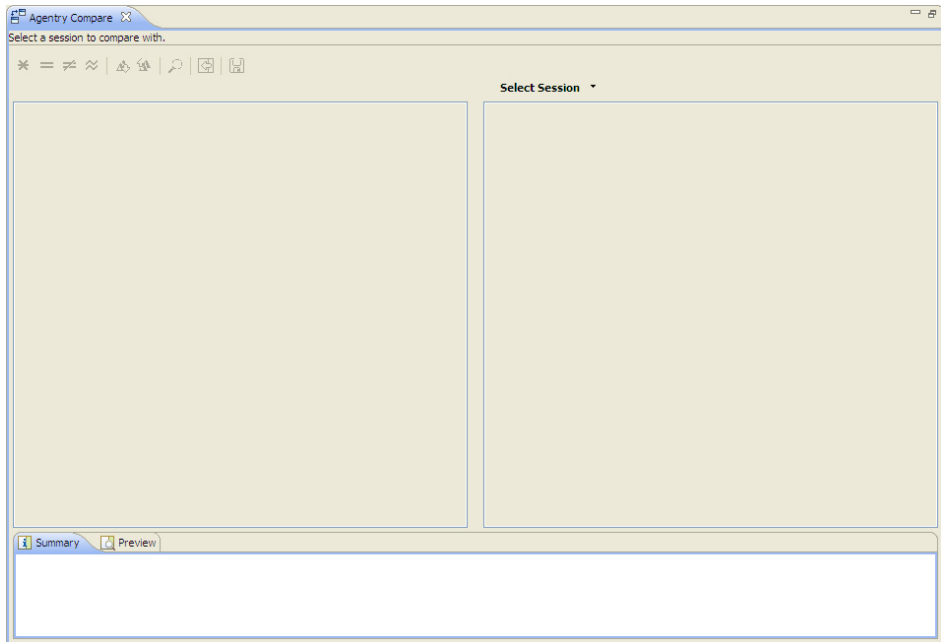 Agentry Compare
Select a session to compare with.
Select Session
Summary
Preview